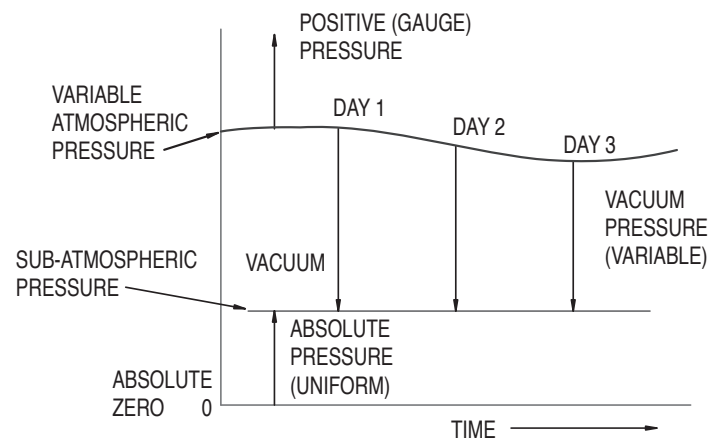 POSITIVE (GAUGE)
PRESSURE
VARIABLE
ATMOSPHERIC
PRESSURE
DAY 1
DAY 2
DAY 3
VACUUM
PRESSURE
(VARIABLE)
SUB-ATMOSPHERIC
PRESSURE
VACUUM
ABSOLUTE
PRESSURE
(UNIFORM)
ABSOLUTE
ZERO 0
TIME